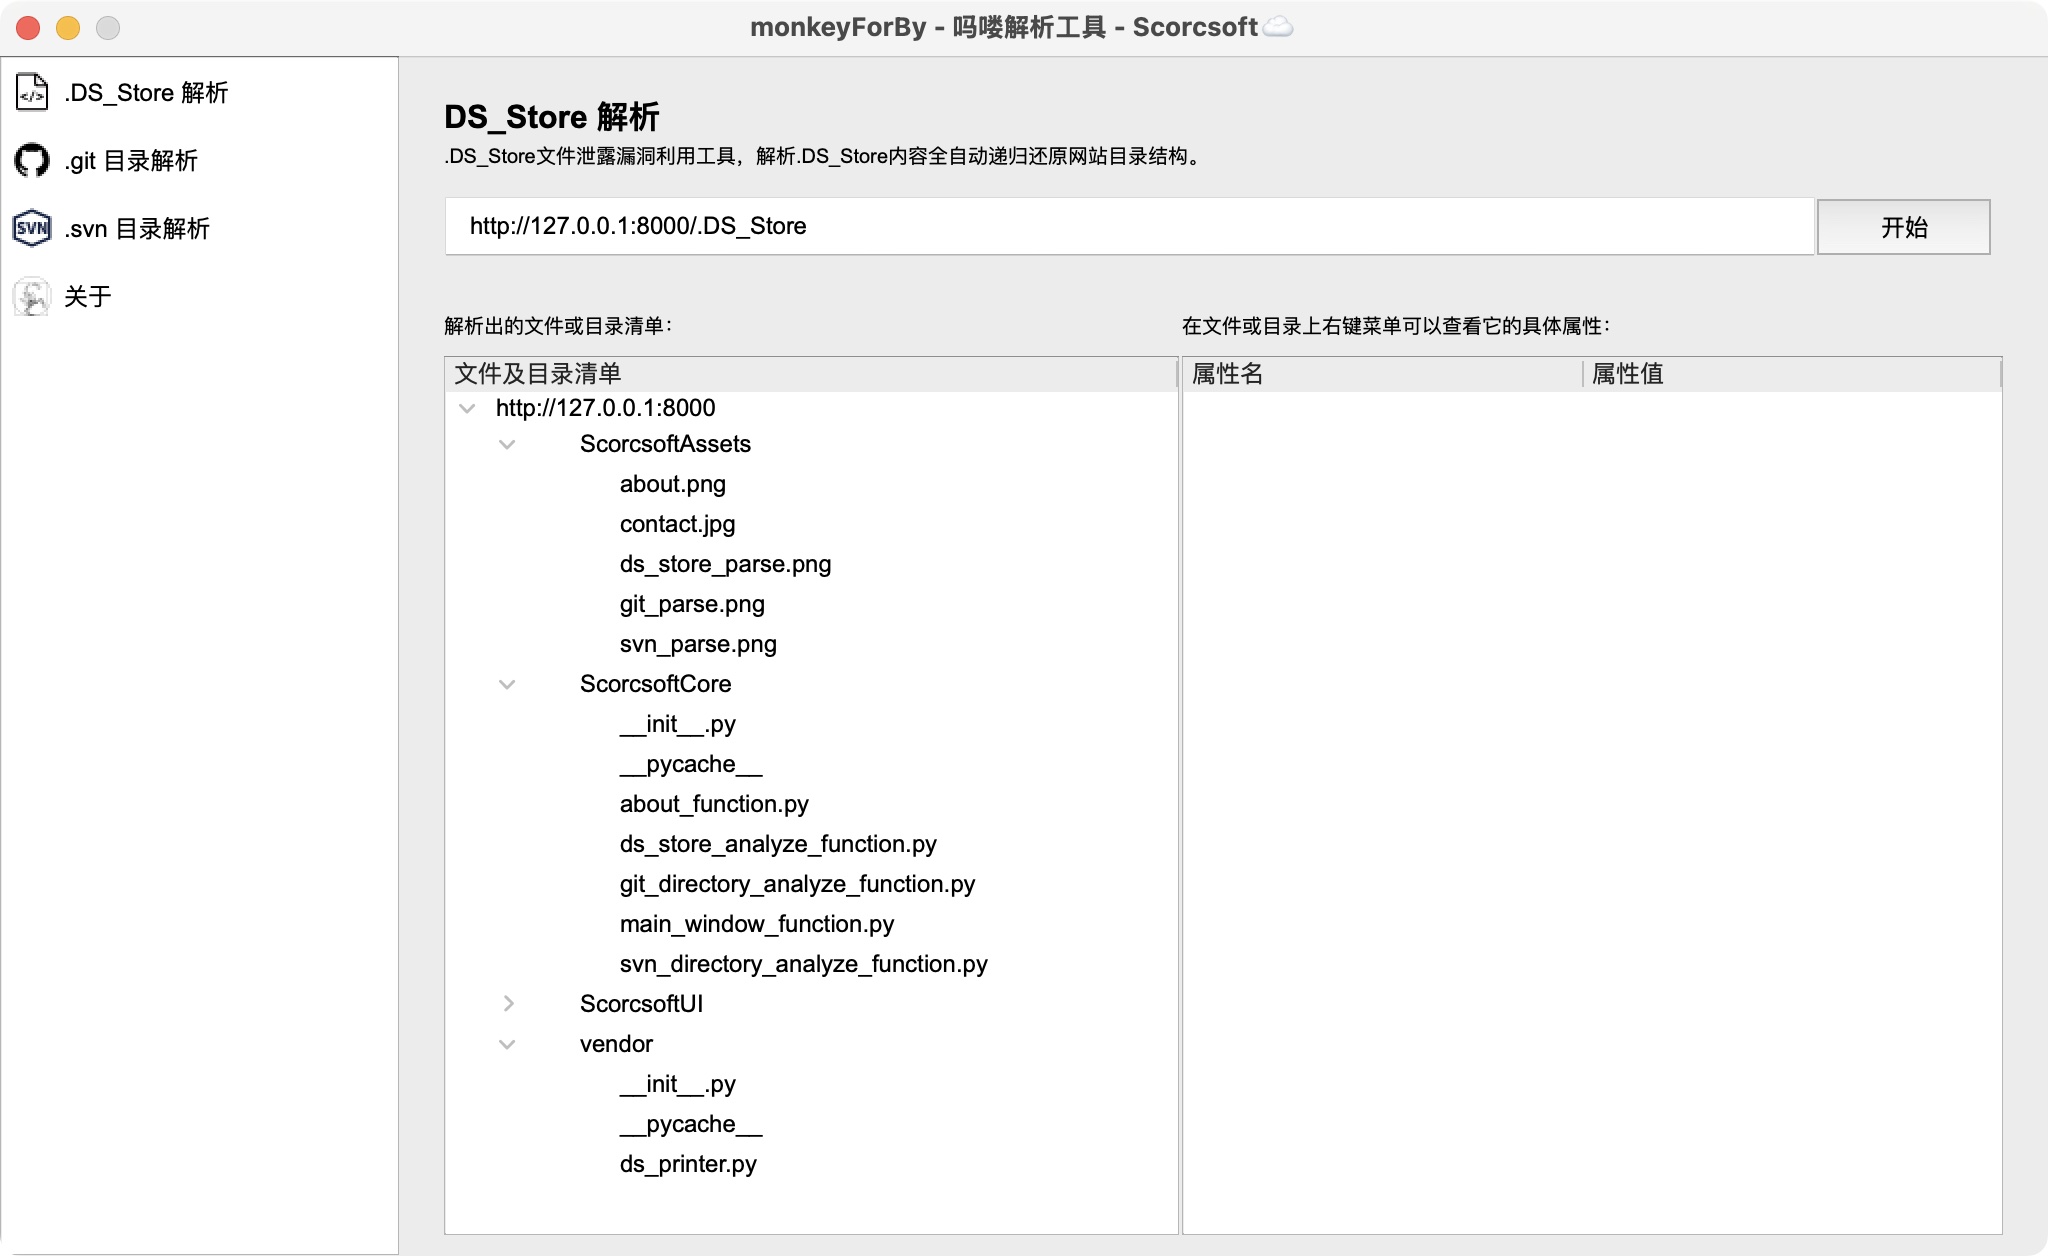 monkeyForBy - 吗喽解析工具 - Scorcsoft☁️
.DS_Store 解析
.git 目录解析
SVN .svn 目录解析
关于
DS_Store 解析
.DS_Store文件泄露漏洞利用工具，解析.DS_Store内容全自动递归还原网站目录结构。
http://127.0.0.1:8000/.DS_Store
开始
解析出的文件或目录清单：
文件及目录清单
http://127.0.0.1:8000
ScorcsoftAssets
about.png
contact.jpg
ds_store_parse.png
git_parse.png
svn_parse.png
ScorcsoftCore
__init__.py
__pycache__
about_function.py
ds_store_analyze_function.py
git_directory_analyze_function.py
main_window_function.py
svn_directory_analyze_function.py
ScorcsoftUI
vendor
__init__.py
__pycache__
ds_printer.py
在文件或目录上右键菜单可以查看它的具体属性：
属性名 属性值